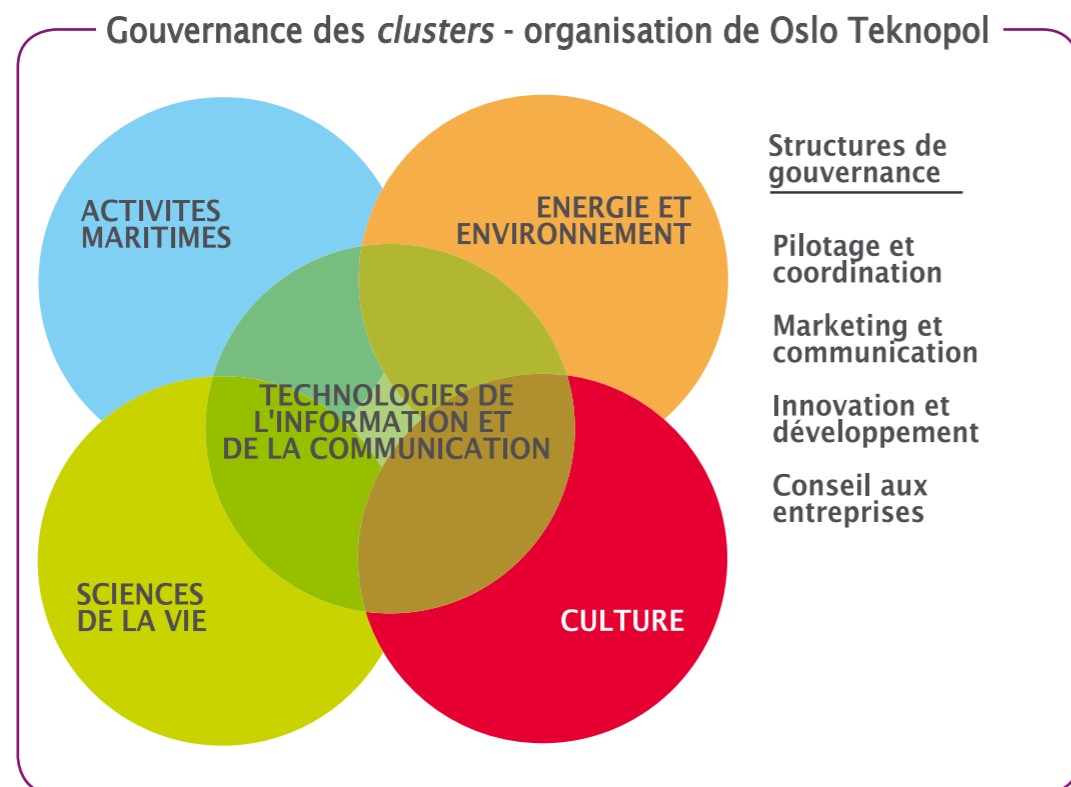 Gouvernance des clusters - organisation de Oslo Teknopol
ACTIVITES
MARITIMES
ENERGIE ET
ENVIRONNEMENT
TECHNOLOGIES DE
L'INFORMATION ET
DE LA COMMUNICATION
SCIENCES
DE LA VIE
CULTURE
Structures de
gouvernance
Pilotage et
coordination
Marketing et
communication
Innovation et
développement
Conseil aux
entreprises